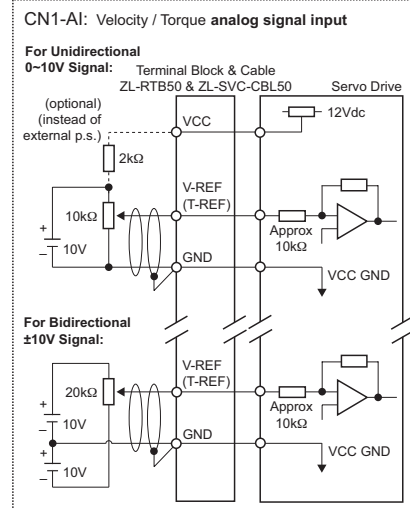 CN1-AI: Velocity / Torque analog signal input
For Unidirectional
0~10V Signal:
Terminal Block & Cable
ZL-RTB50 & ZL-SVC-CBL50
Servo Drive
(optional)
(instead of
external p.s.)
VCC
12Vdc
2kΩ
V-REF
(T-REF)
10kΩ
Approx
10kΩ
+
–
10V
GND
VCC GND
For Bidirectional
±10V Signal:
V-REF
(T-REF)
20kΩ
Approx
10kΩ
+
–
10V
GND
VCC GND
+
–
10V